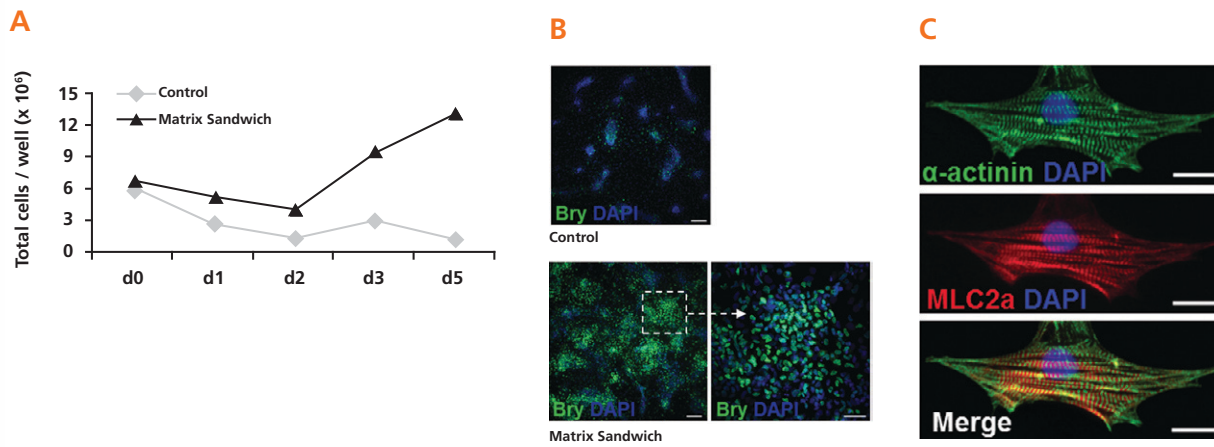 A
Total cells / well (x 10⁶)
15
12
9
6
3
0
Control
Matrix Sandwich
d0 d1 d2 d3 d5
B
Bry DAPI
Control
Bry DAPI
Bry DAPI
Matrix Sandwich
C
α-actinin DAPI
MLC2a DAPI
Merge